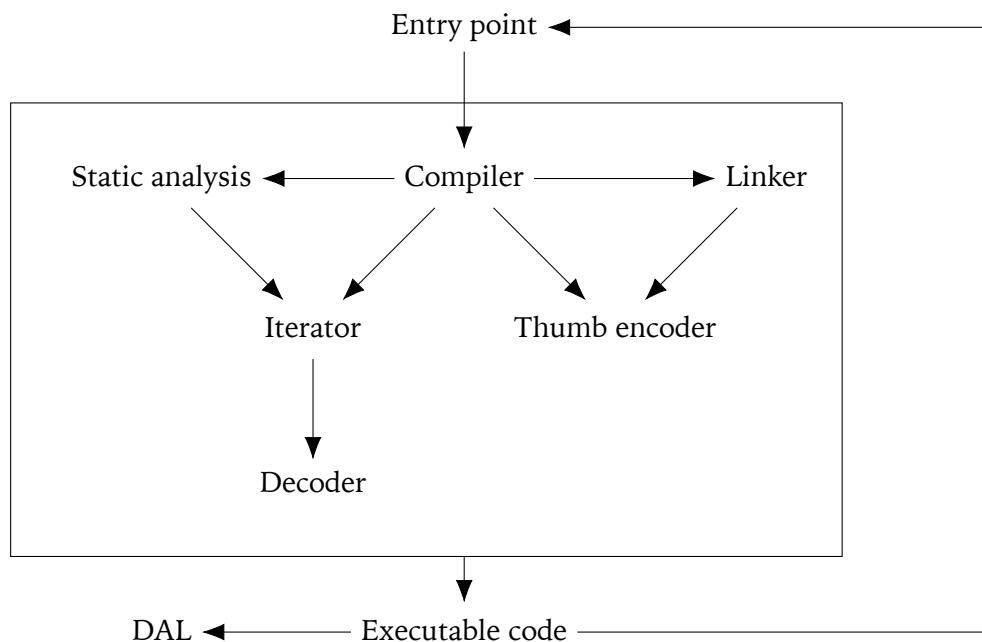 Entry point
Static analysis
Compiler
Linker
Iterator
Thumb encoder
Decoder
DAL
Executable code